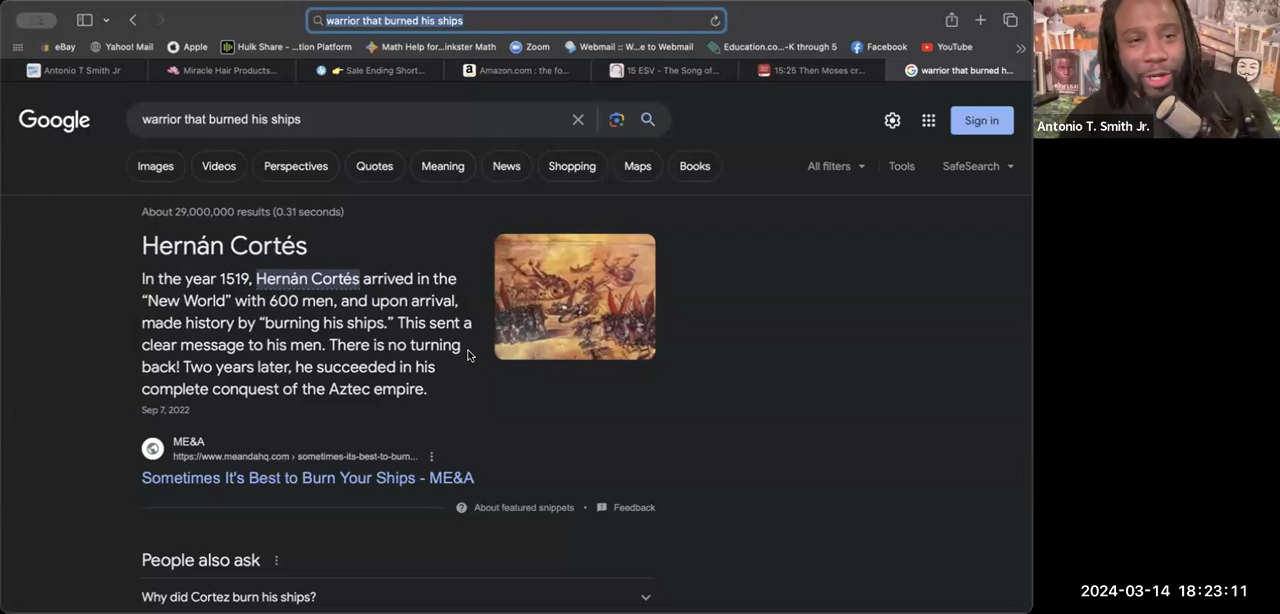 warrior that burned his ships
eBay
Yahoo! Mail
Apple
Hulk Share - ...tion Platform
Math Help for...inkster Math
Zoom
Webmail :: W...e to Webmail
Education.co...-K through 5
Facebook
YouTube
Antonio T Smith Jr
Miracle Hair Products...
Sale Ending Short...
Amazon.com : the fo...
15 ESV - The Song of...
15:25 Then Moses cr...
warrior that burned h...
Antonio T. Smith Jr.
Google
warrior that burned his ships
Sign in
Images
Videos
Perspectives
Quotes
Meaning
News
Shopping
Maps
Books
All filters
Tools
SafeSearch
About 29,000,000 results (0.31 seconds)
Hernán Cortés
In the year 1519, Hernán Cortés arrived in the
“New World” with 600 men, and upon arrival,
made history by “burning his ships.” This sent a
clear message to his men. There is no turning
back! Two years later, he succeeded in his
complete conquest of the Aztec empire.
Sep 7, 2022
ME&A
https://www.meandahq.com › sometimes-its-best-to-burn...
Sometimes It's Best to Burn Your Ships - ME&A
About featured snippets
Feedback
People also ask
Why did Cortez burn his ships?
2024-03-14 18:23:11